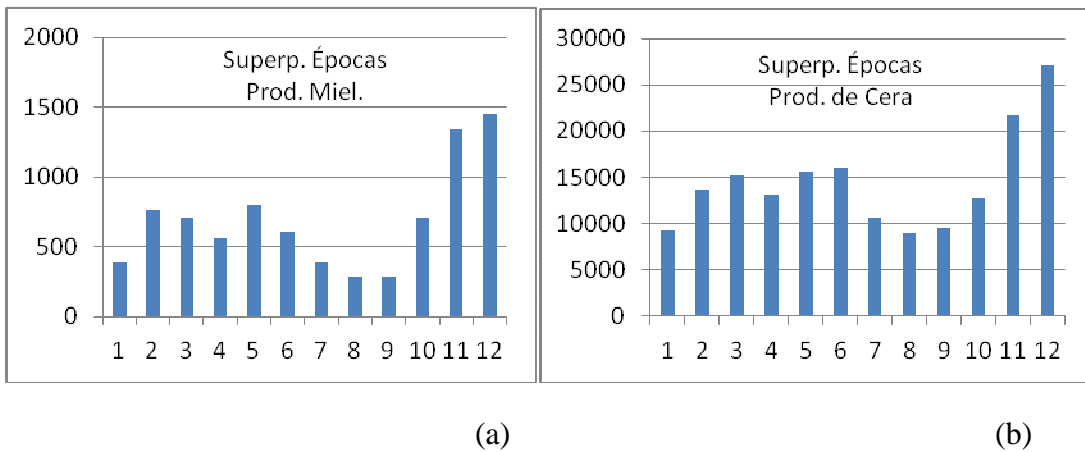 2000
1500
1000
500
0
Superp. Épocas
Prod. Miel.
1 2 3 4 5 6 7 8 9 10 11 12
30000
25000
20000
15000
10000
5000
0
Superp. Épocas
Prod. de Cera
1 2 3 4 5 6 7 8 9 10 11 12
(a)
(b)